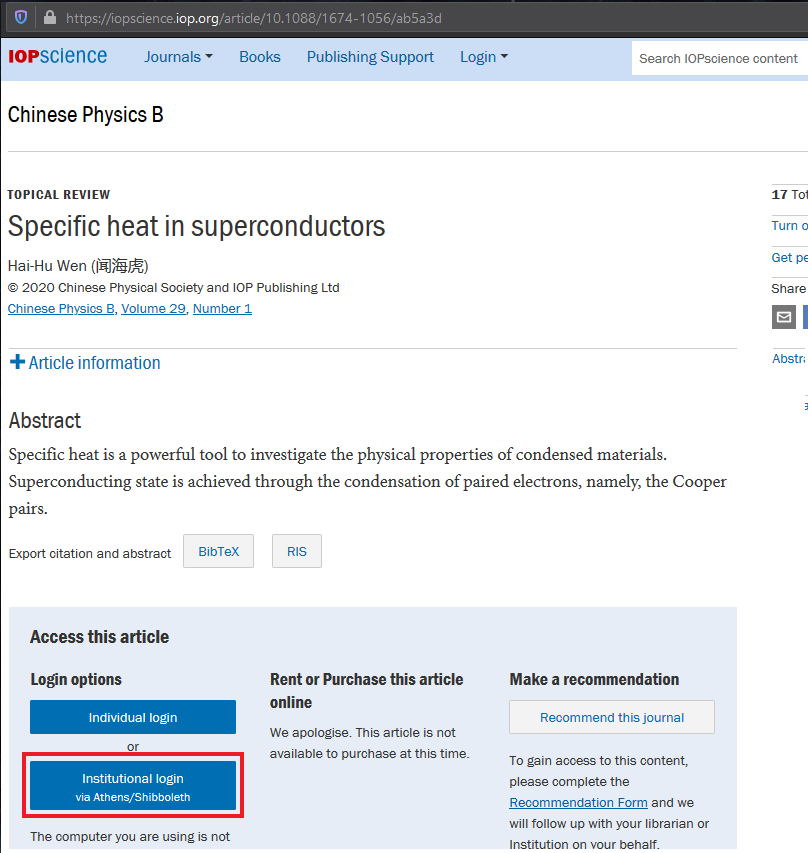 https://iopscience.iop.org/article/10.1088/1674-1056/ab5a3d
IOPscience Journals Books Publishing Support Login Search IOPscience content
Chinese Physics B
TOPICAL REVIEW
Specific heat in superconductors
Hai-Hu Wen (闻海虎)
© 2020 Chinese Physical Society and IOP Publishing Ltd
Chinese Physics B, Volume 29, Number 1
Article information
Abstract
Specific heat is a powerful tool to investigate the physical properties of condensed materials.
Superconducting state is achieved through the condensation of paired electrons, namely, the Cooper
pairs.
Export citation and abstract BibTeX RIS
17
Turn
Get
Share
Access this article
Login options
Individual login
or
Institutional login
via Athens/Shibboleth
The computer you are using is not
Rent or Purchase this article
online
We apologise. This article is not
available to purchase at this time.
Make a recommendation
Recommend this journal
To gain access to this content,
please complete the
Recommendation Form and we
will follow up with your librarian or
Institution on your behalf.